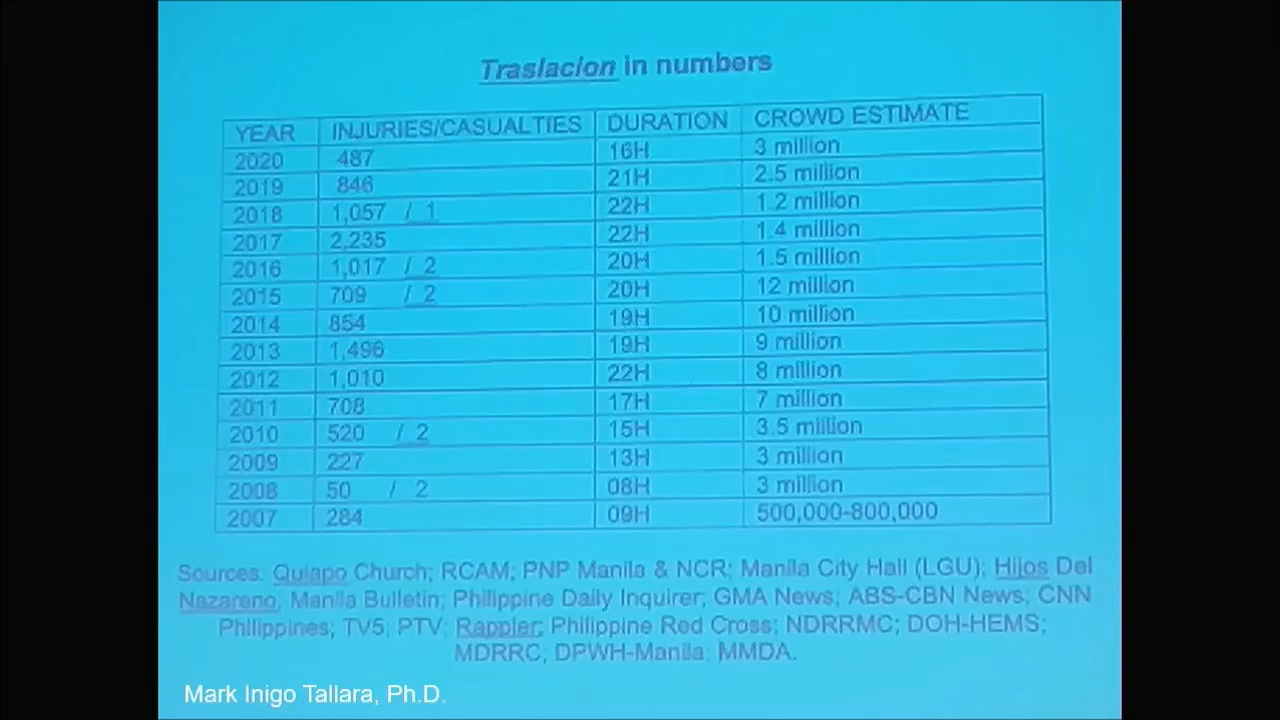 Traslacion in numbers
YEAR INJURIES/CASUALTIES DURATION CROWD ESTIMATE
2020 487 16H 3 million
2019 846 21H 2.5 million
2018 1,057 / 1 22H 1.2 million
2017 2,235 22H 1.4 million
2016 1,017 / 2 20H 1.5 million
2015 709 / 2 20H 12 million
2014 854 19H 10 million
2013 1,496 19H 9 million
2012 1,010 22H 8 million
2011 708 17H 7 million
2010 520 / 2 15H 3.5 million
2009 227 13H 3 million
2008 50 / 2 08H 3 million
2007 284 09H 500,000-800,000
Sources. Quiapo Church; RCAM; PNP Manila & NCR; Manila City Hall (LGU); Hijos Del
Nazareno, Manila Bulletin; Philippine Daily Inquirer; GMA News; ABS-CBN News; CNN
Philippines; TV5; PTV; Rappler; Philippine Red Cross; NDRRMC; DOH-HEMS;
MDRRC; DPWH-Manila; MMDA.
Mark Inigo Tallara, Ph.D.